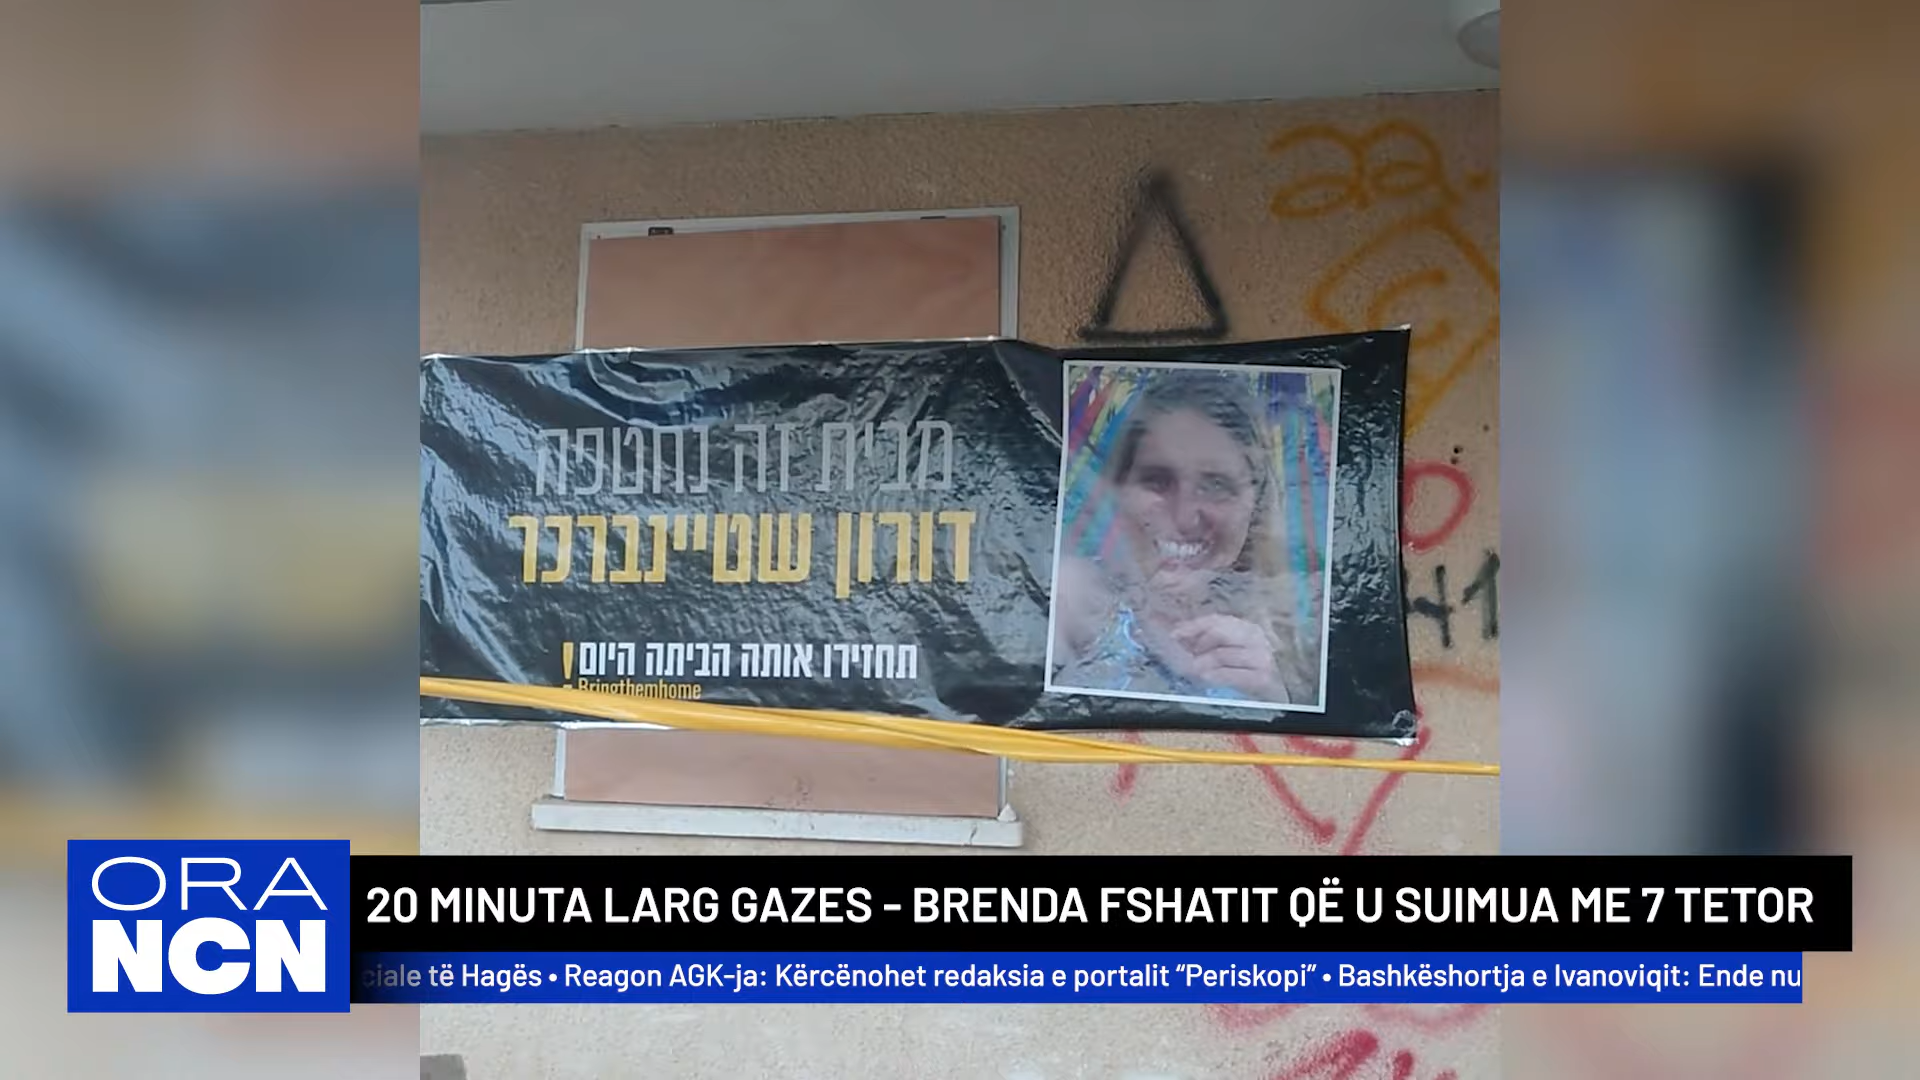 מבית זה נחטפה
דורון שטיינברכר
תחזירו אותה הביתה היום!
Bringthemhome
ORA
NCN
20 MINUTA LARG GAZES - BRENDA FSHATIT QË U SUIMUA ME 7 TETOR
ciale të Hagës • Reagon AGK-ja: Kërcënohet redaksia e portalit “Periskopi” • Bashkëshortja e Ivanoviqit: Ende nu